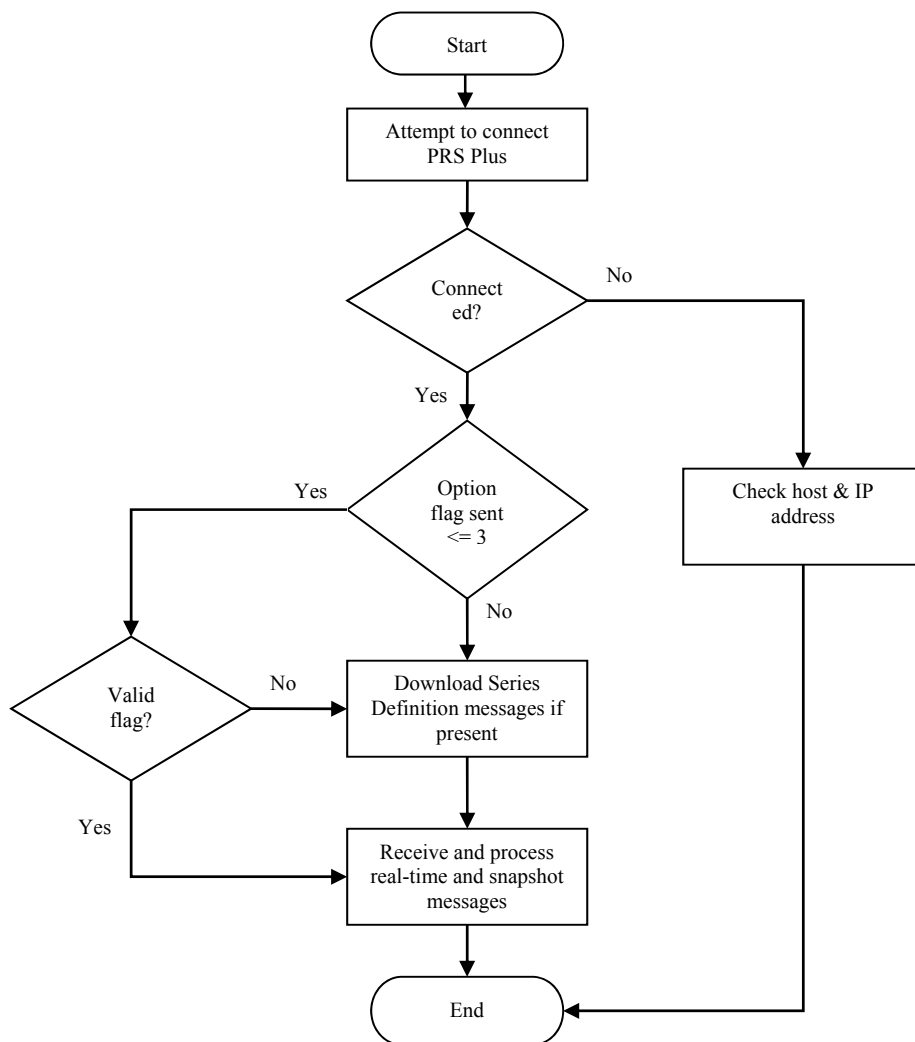 Start
Attempt to connect
PRS Plus
Connect
ed?
No
Yes
Option
flag sent
<= 3
Yes
No
Check host & IP
address
Valid
flag?
No
Yes
Download Series
Definition messages if
present
Receive and process
real-time and snapshot
messages
End